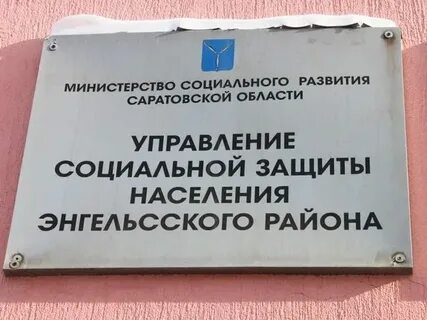 МИНИСТЕРСТВО СОЦИАЛЬНОГО РАЗВИТИЯ
САРАТОВСКОЙ ОБЛАСТИ
УПРАВЛЕНИЕ
СОЦИАЛЬНОЙ ЗАЩИТЫ
НАСЕЛЕНИЯ
ЭНГЕЛЬССКОГО РАЙОНА